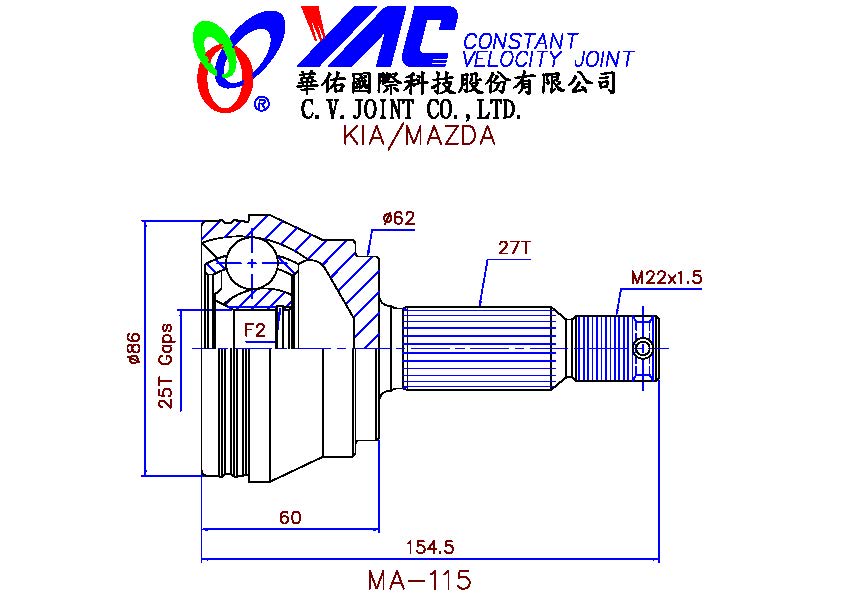 YAC CONSTANT
VELOCITY JOINT
華佑國際科技股份有限公司
®
C.V.JOINT CO.,LTD.
KIA/MAZDA
ø62
27T
M22x1.5
ø86
25T Gaps
F2
60
154.5
MA-115